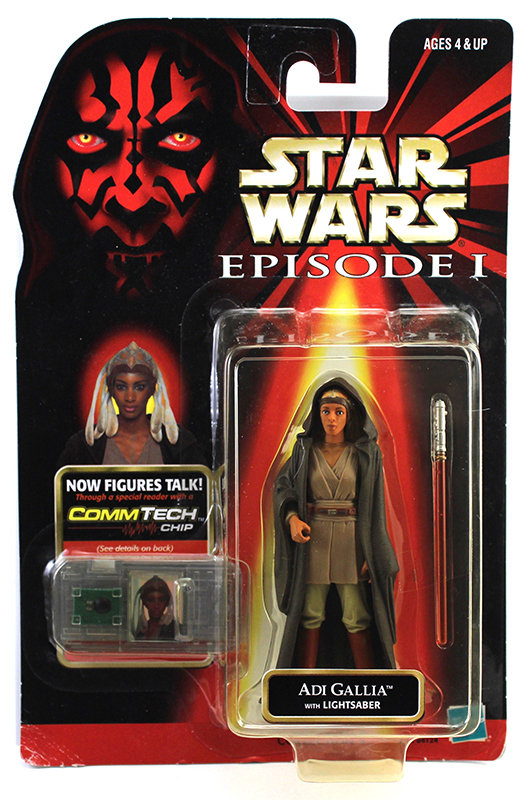 AGES 4 & UP
STAR
WARS®
EPISODE I
NOW FIGURES TALK!
Through a special reader with a
COMMTECH™
CHIP
(See details on back)
ADI GALLIA™
WITH LIGHTSABER